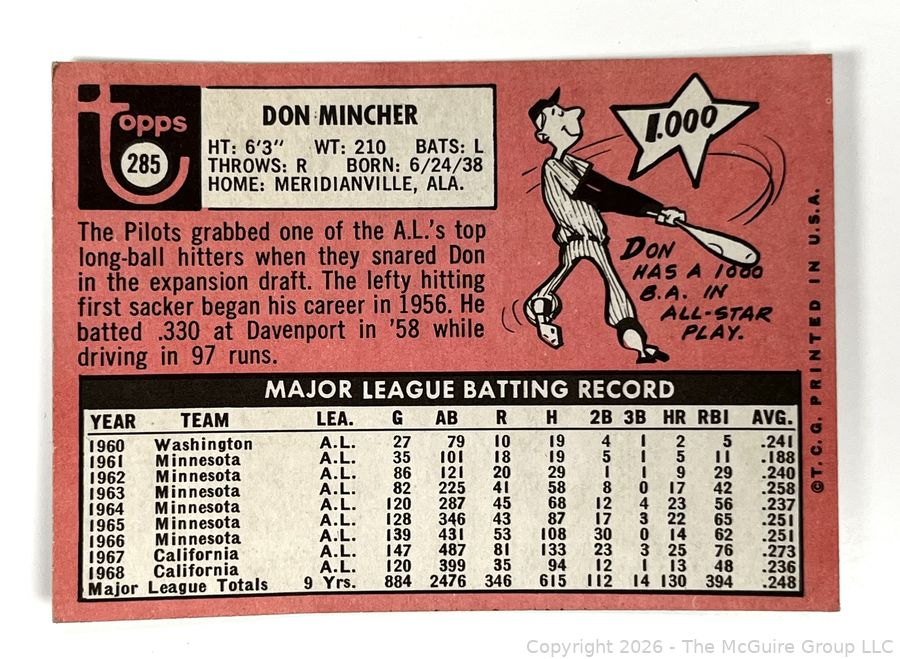 topps
285
DON MINCHER
HT: 6'3" WT: 210 BATS: L
THROWS: R BORN: 6/24/38
HOME: MERIDIANVILLE, ALA.
The Pilots grabbed one of the A.L.'s top
long-ball hitters when they snared Don
in the expansion draft. The lefty hitting
first sacker began his career in 1956. He
batted .330 at Davenport in '58 while
driving in 97 runs.
1.000
DON
HAS A 1000
B.A. IN
ALL-STAR
PLAY.
MAJOR LEAGUE BATTING RECORD
YEAR TEAM LEA. G AB R H 2B 3B HR RBI AVG.
1960 Washington A.L. 27 79 10 19 4 1 2 5 .241
1961 Minnesota A.L. 35 101 18 19 5 1 5 11 .188
1962 Minnesota A.L. 86 121 20 29 1 1 9 29 .240
1963 Minnesota A.L. 82 225 41 58 8 0 17 42 .258
1964 Minnesota A.L. 120 287 45 68 12 4 23 56 .237
1965 Minnesota A.L. 128 346 43 87 17 3 22 65 .251
1966 Minnesota A.L. 139 431 53 108 30 0 14 62 .251
1967 California A.L. 147 487 81 133 23 3 25 76 .273
1968 California A.L. 120 399 35 94 12 1 13 48 .236
Major League Totals 9 Yrs. 884 2476 346 615 112 14 130 394 .248
©T.C.G. PRINTED IN U.S.A.
Copyright 2026 - The McGuire Group LLC